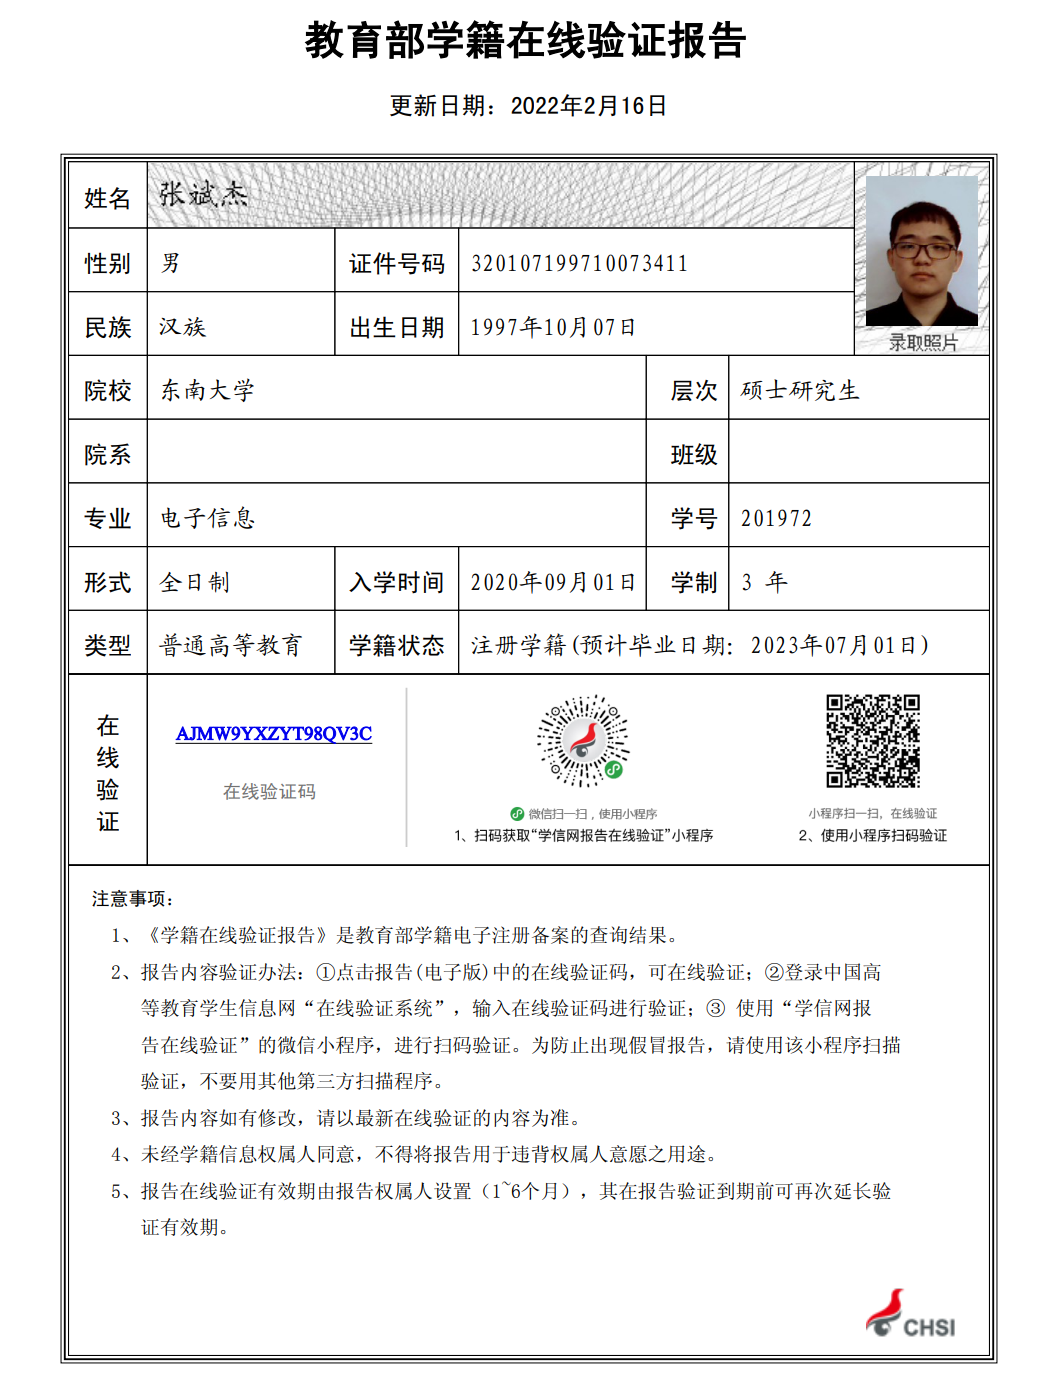 教育部学籍在线验证报告
更新日期：2022年2月16日
姓名 张斌杰
性别 男 证件号码 320107199710073411
民族 汉族 出生日期 1997年10月07日
录取照片
院校 东南大学 层次 硕士研究生
院系 班级
专业 电子信息 学号 201972
形式 全日制 入学时间 2020年09月01日 学制 3 年
类型 普通高等教育 学籍状态 注册学籍(预计毕业日期：2023年07月01日)
在线验证
AJMW9YXZYT98QV3C
在线验证码
微信扫一扫，使用小程序
1、扫码获取“学信网报告在线验证”小程序
小程序扫一扫，在线验证
2、使用小程序扫码验证
注意事项：
1、《学籍在线验证报告》是教育部学籍电子注册备案的查询结果。
2、报告内容验证办法：①点击报告(电子版)中的在线验证码，可在线验证；②登录中国高
等教育学生信息网“在线验证系统”，输入在线验证码进行验证；③ 使用“学信网报
告在线验证”的微信小程序，进行扫码验证。为防止出现假冒报告，请使用该小程序扫描
验证，不要用其他第三方扫描程序。
3、报告内容如有修改，请以最新在线验证的内容为准。
4、未经学籍信息权属人同意，不得将报告用于违背权属人意愿之用途。
5、报告在线验证有效期由报告权属人设置（1~6个月），其在报告验证到期前可再次延长验
证有效期。
CHSI